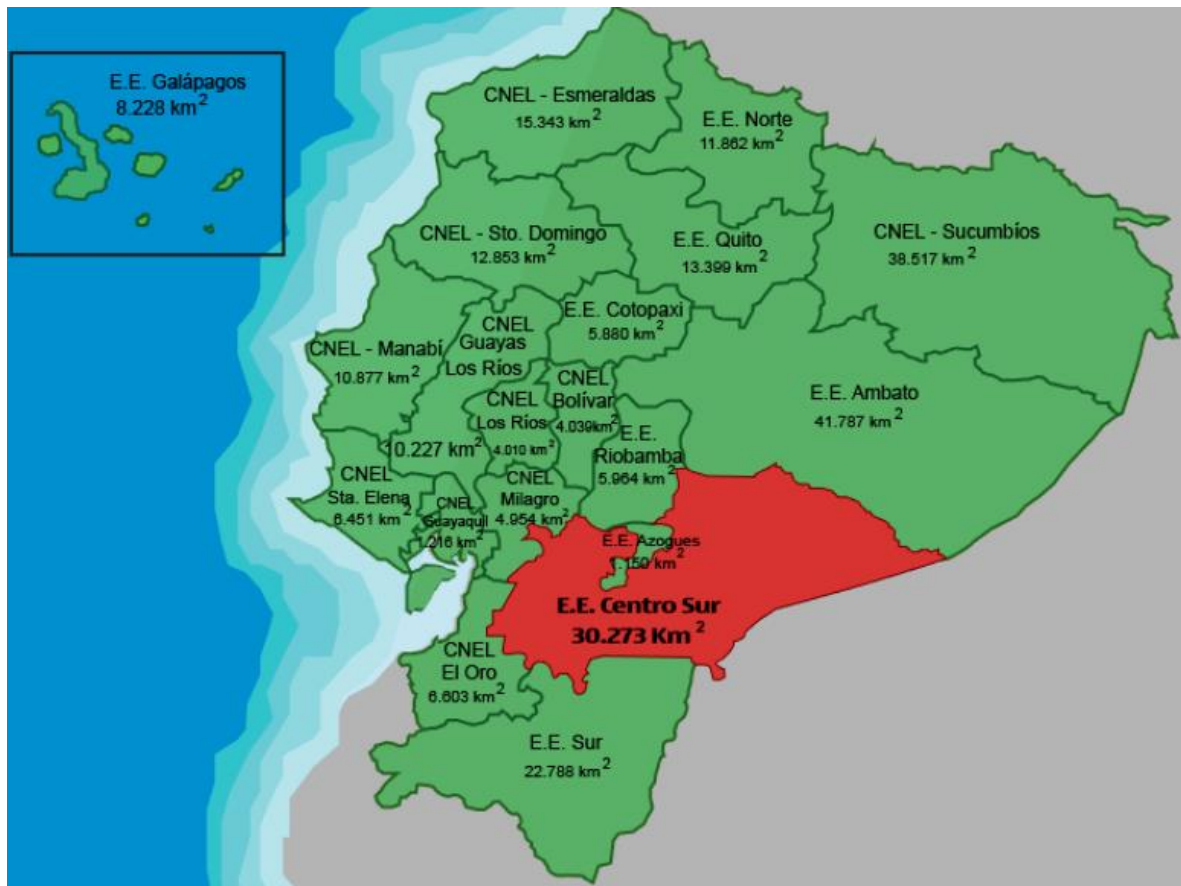 E.E. Galápagos
8.228 km²
CNEL - Esmeraldas
15.343 km²
E.E. Norte
11.862 km²
CNEL - Sto. Domingo
12.853 km²
E.E. Quito
13.399 km²
CNEL - Sucumbíos
38.517 km²
E.E. Cotopaxi
5.880 km²
CNEL
Guayas
Los Ríos
10.227 km²
CNEL - Manabí
10.877 km²
CNEL
Bolívar
4.039km²
CNEL
Los Ríos
4.010 km²
E.E. Ambato
41.787 km²
E.E.
Riobamba
5.964 km²
CNEL
Sta. Elena
6.451 km²
CNEL
Guayaquil
1.216 km²
CNEL
Milagro
4.954 km²
E.E. Azogues
1.150 km²
E.E. Centro Sur
30.273 Km²
CNEL
El Oro
6.603 km²
E.E. Sur
22.788 km²